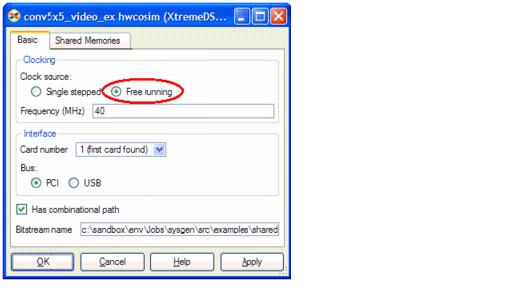 conv5x5_video_ex hwcosim (XtremeDS...
Basic Shared Memories
Clocking
Clock source:
Single stepped Free running
Frequency (MHz) 40
Interface
Card number 1 (first card found)
Bus:
PCI USB
Has combinational path
Bitstream name c:\sandbox\env\Jobs\sysgen\src\examples\shared
OK Cancel Help Apply